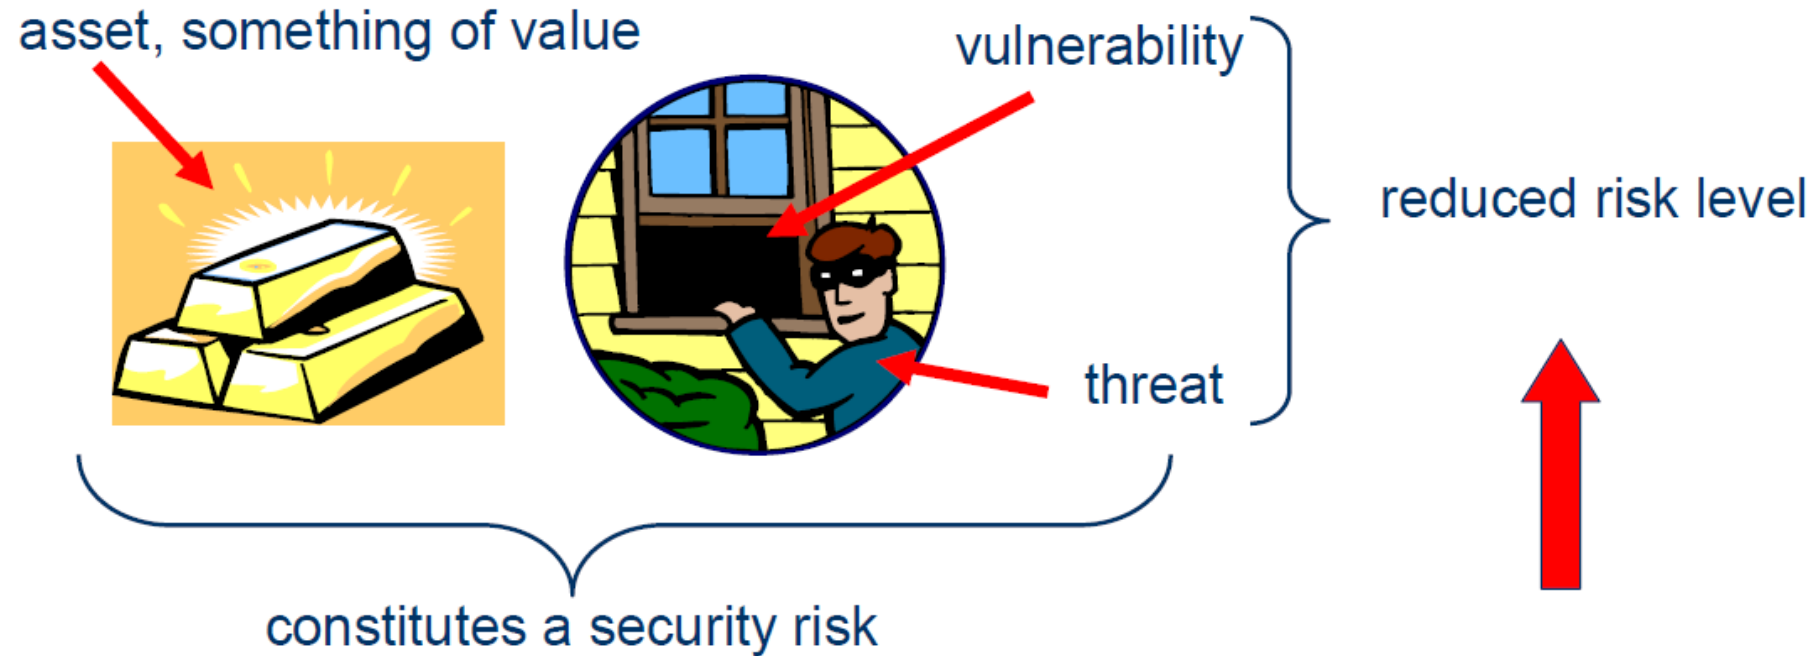 asset, something of value
vulnerability
reduced risk level
threat
constitutes a security risk